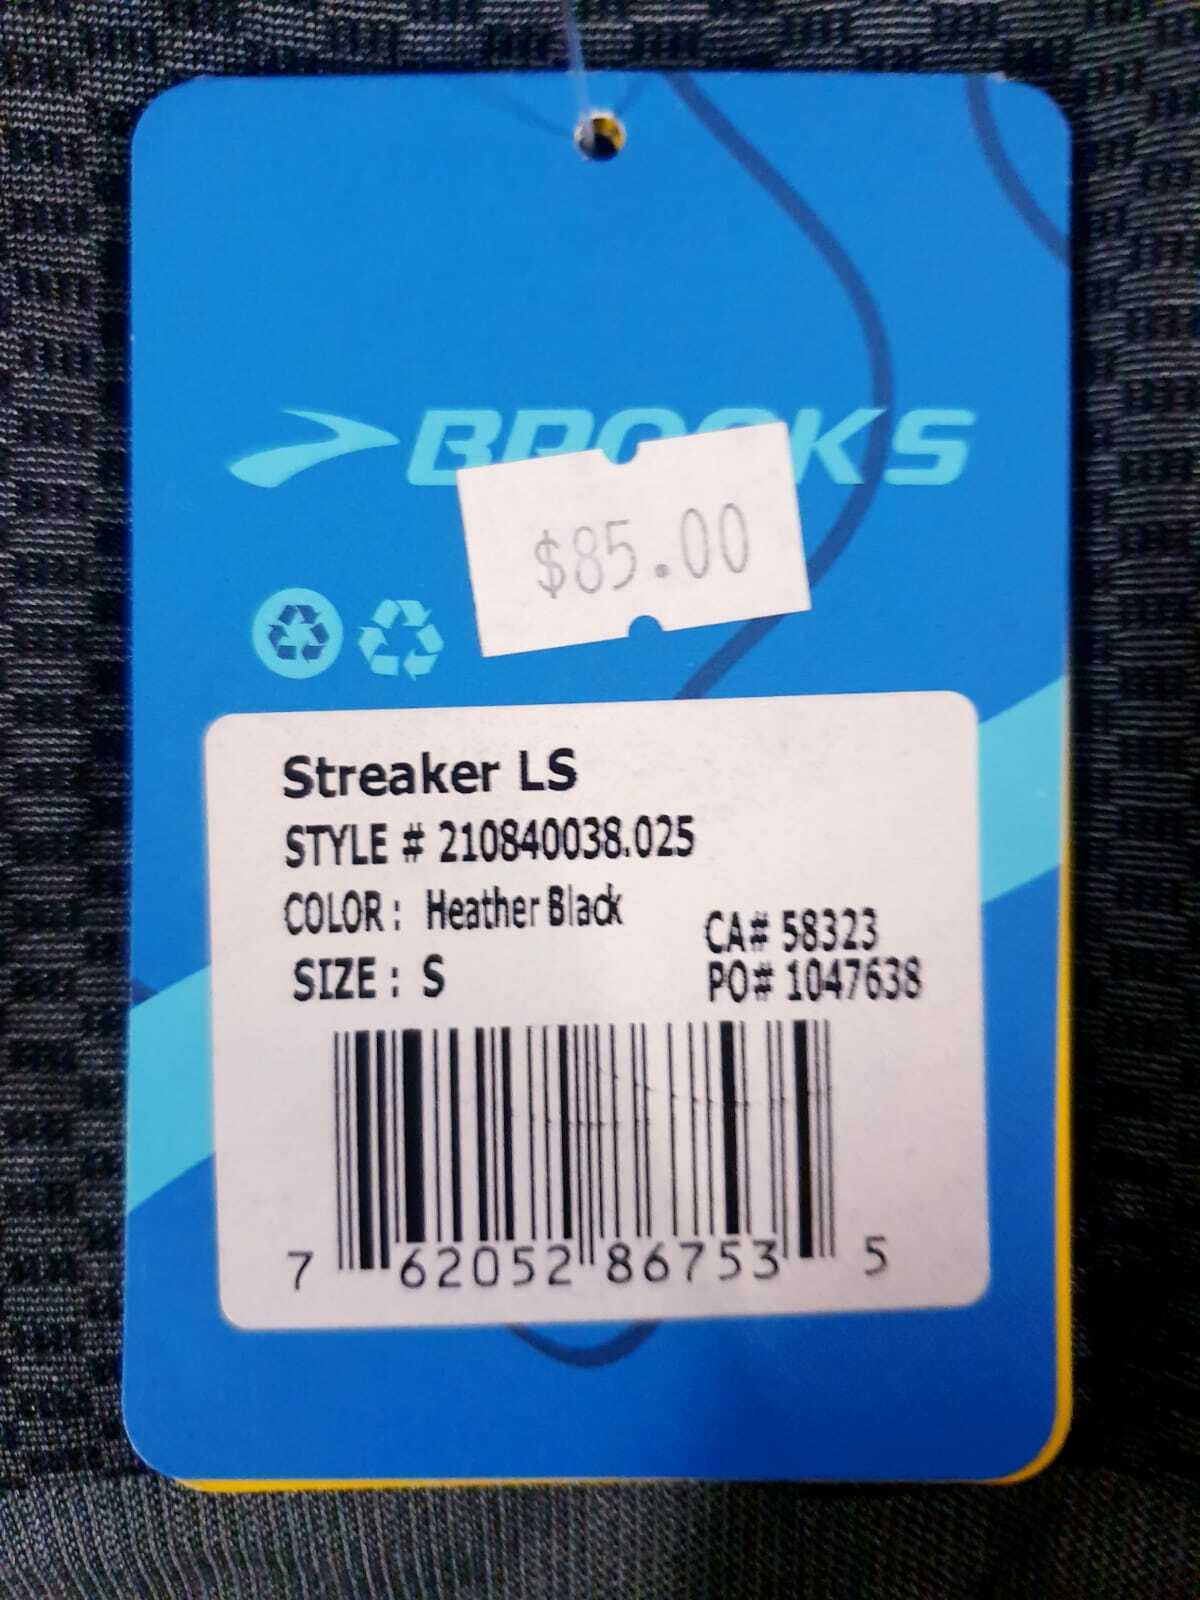 BROOKS
$85.00
Streaker LS
STYLE # 210840038.025
COLOR : Heather Black
SIZE : S
CA# 58323
PO# 1047638
7 62052 86753 5